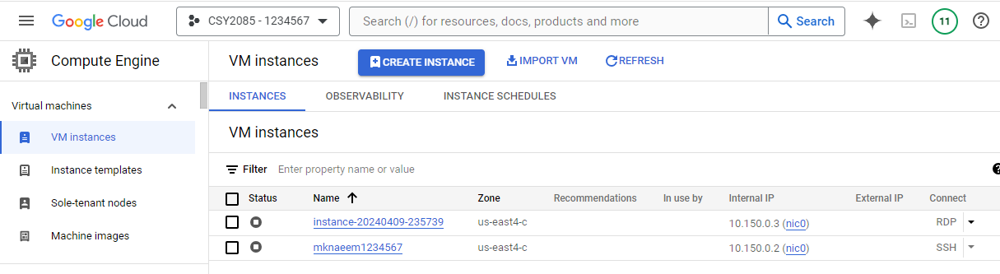 Google Cloud
CSY2085 - 1234567
Search (/) for resources, docs, products and more
Search
11
Compute Engine
VM instances
CREATE INSTANCE
IMPORT VM
REFRESH
Virtual machines
VM instances
Instance templates
Sole-tenant nodes
Machine images
INSTANCES
OBSERVABILITY
INSTANCE SCHEDULES
VM instances
Filter Enter property name or value
Status Name Zone Recommendations In use by Internal IP External IP Connect
instance-20240409-235739 us-east4-c 10.150.0.3 (nic0) RDP
mknaeem1234567 us-east4-c 10.150.0.2 (nic0) SSH